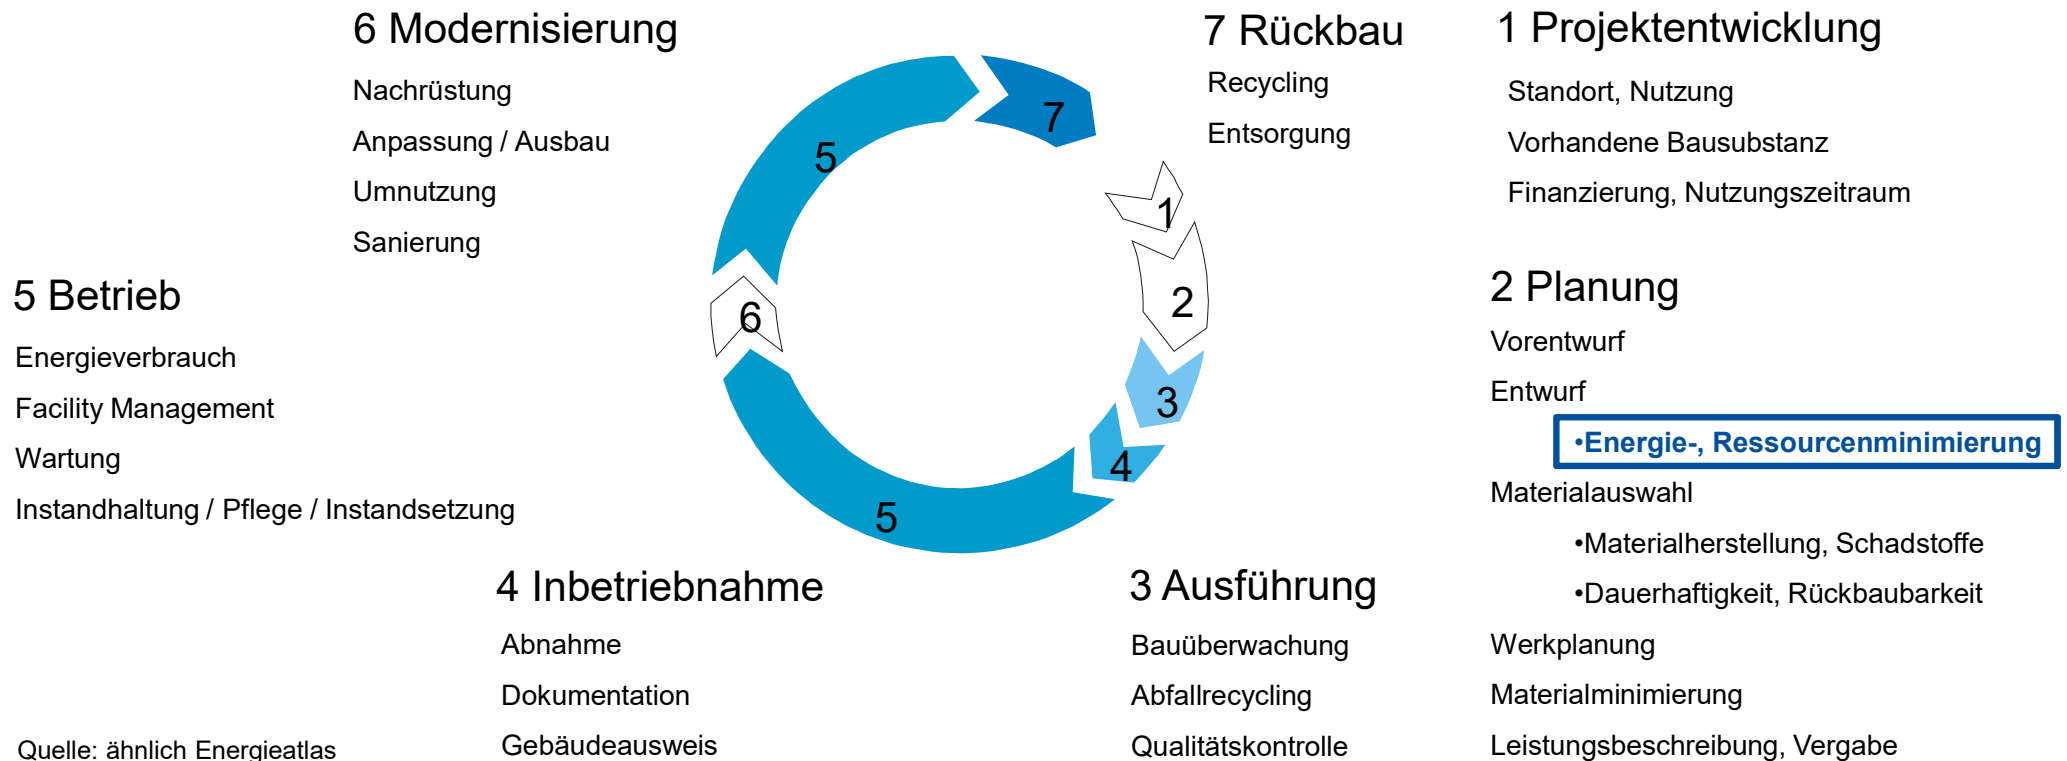 6 Modernisierung
Nachrüstung
Anpassung / Ausbau
Umnutzung
Sanierung
7 Rückbau
Recycling
Entsorgung
1 Projektentwicklung
Standort, Nutzung
Vorhandene Bausubstanz
Finanzierung, Nutzungszeitraum
5 Betrieb
Energieverbrauch
Facility Management
Wartung
Instandhaltung / Pflege / Instandsetzung
7
5
1
2
6
3
4
5
2 Planung
Vorentwurf
Entwurf
•Energie-, Ressourcenminimierung
Materialauswahl
•Materialherstellung, Schadstoffe
•Dauerhaftigkeit, Rückbaubarkeit
Werkplanung
Materialminimierung
Leistungsbeschreibung, Vergabe
4 Inbetriebnahme
Abnahme
Dokumentation
Gebäudeausweis
3 Ausführung
Bauüberwachung
Abfallrecycling
Qualitätskontrolle
Quelle: ähnlich Energieatlas